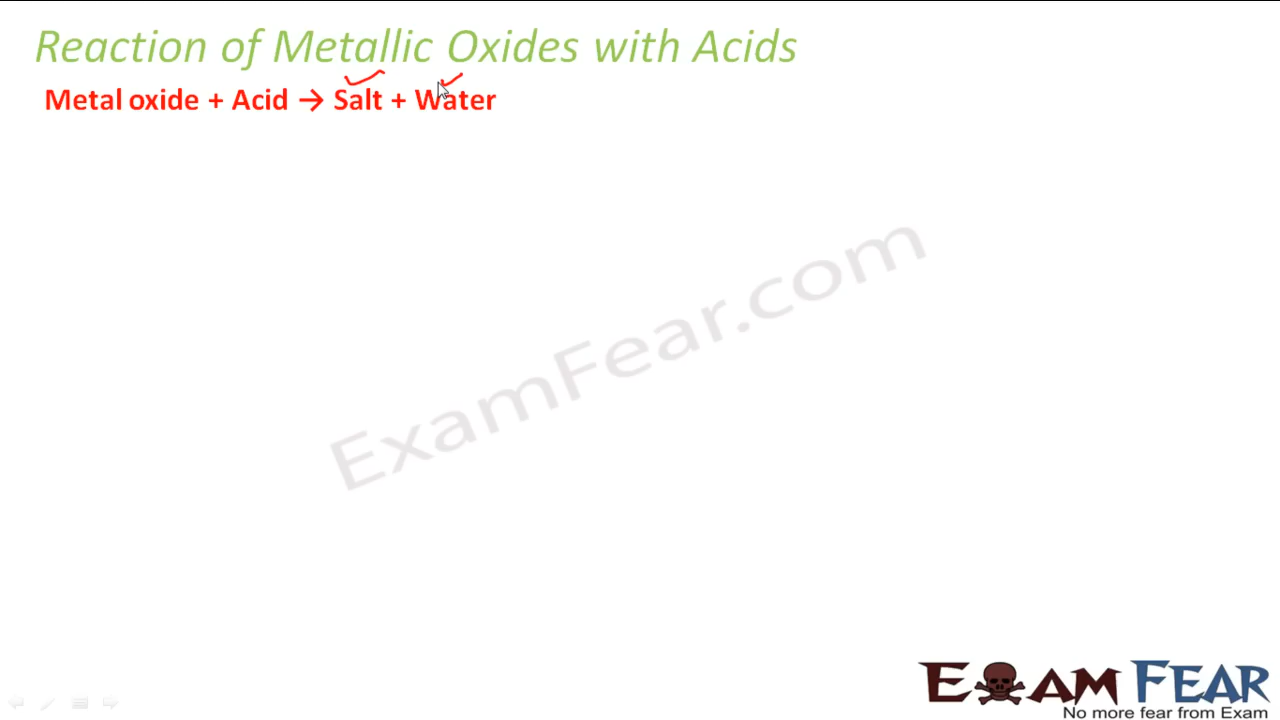 Reaction of Metallic Oxides with Acids
Metal oxide + Acid → Salt + Water
ExamFear.com
EXAM FEAR
No more fear from Exam